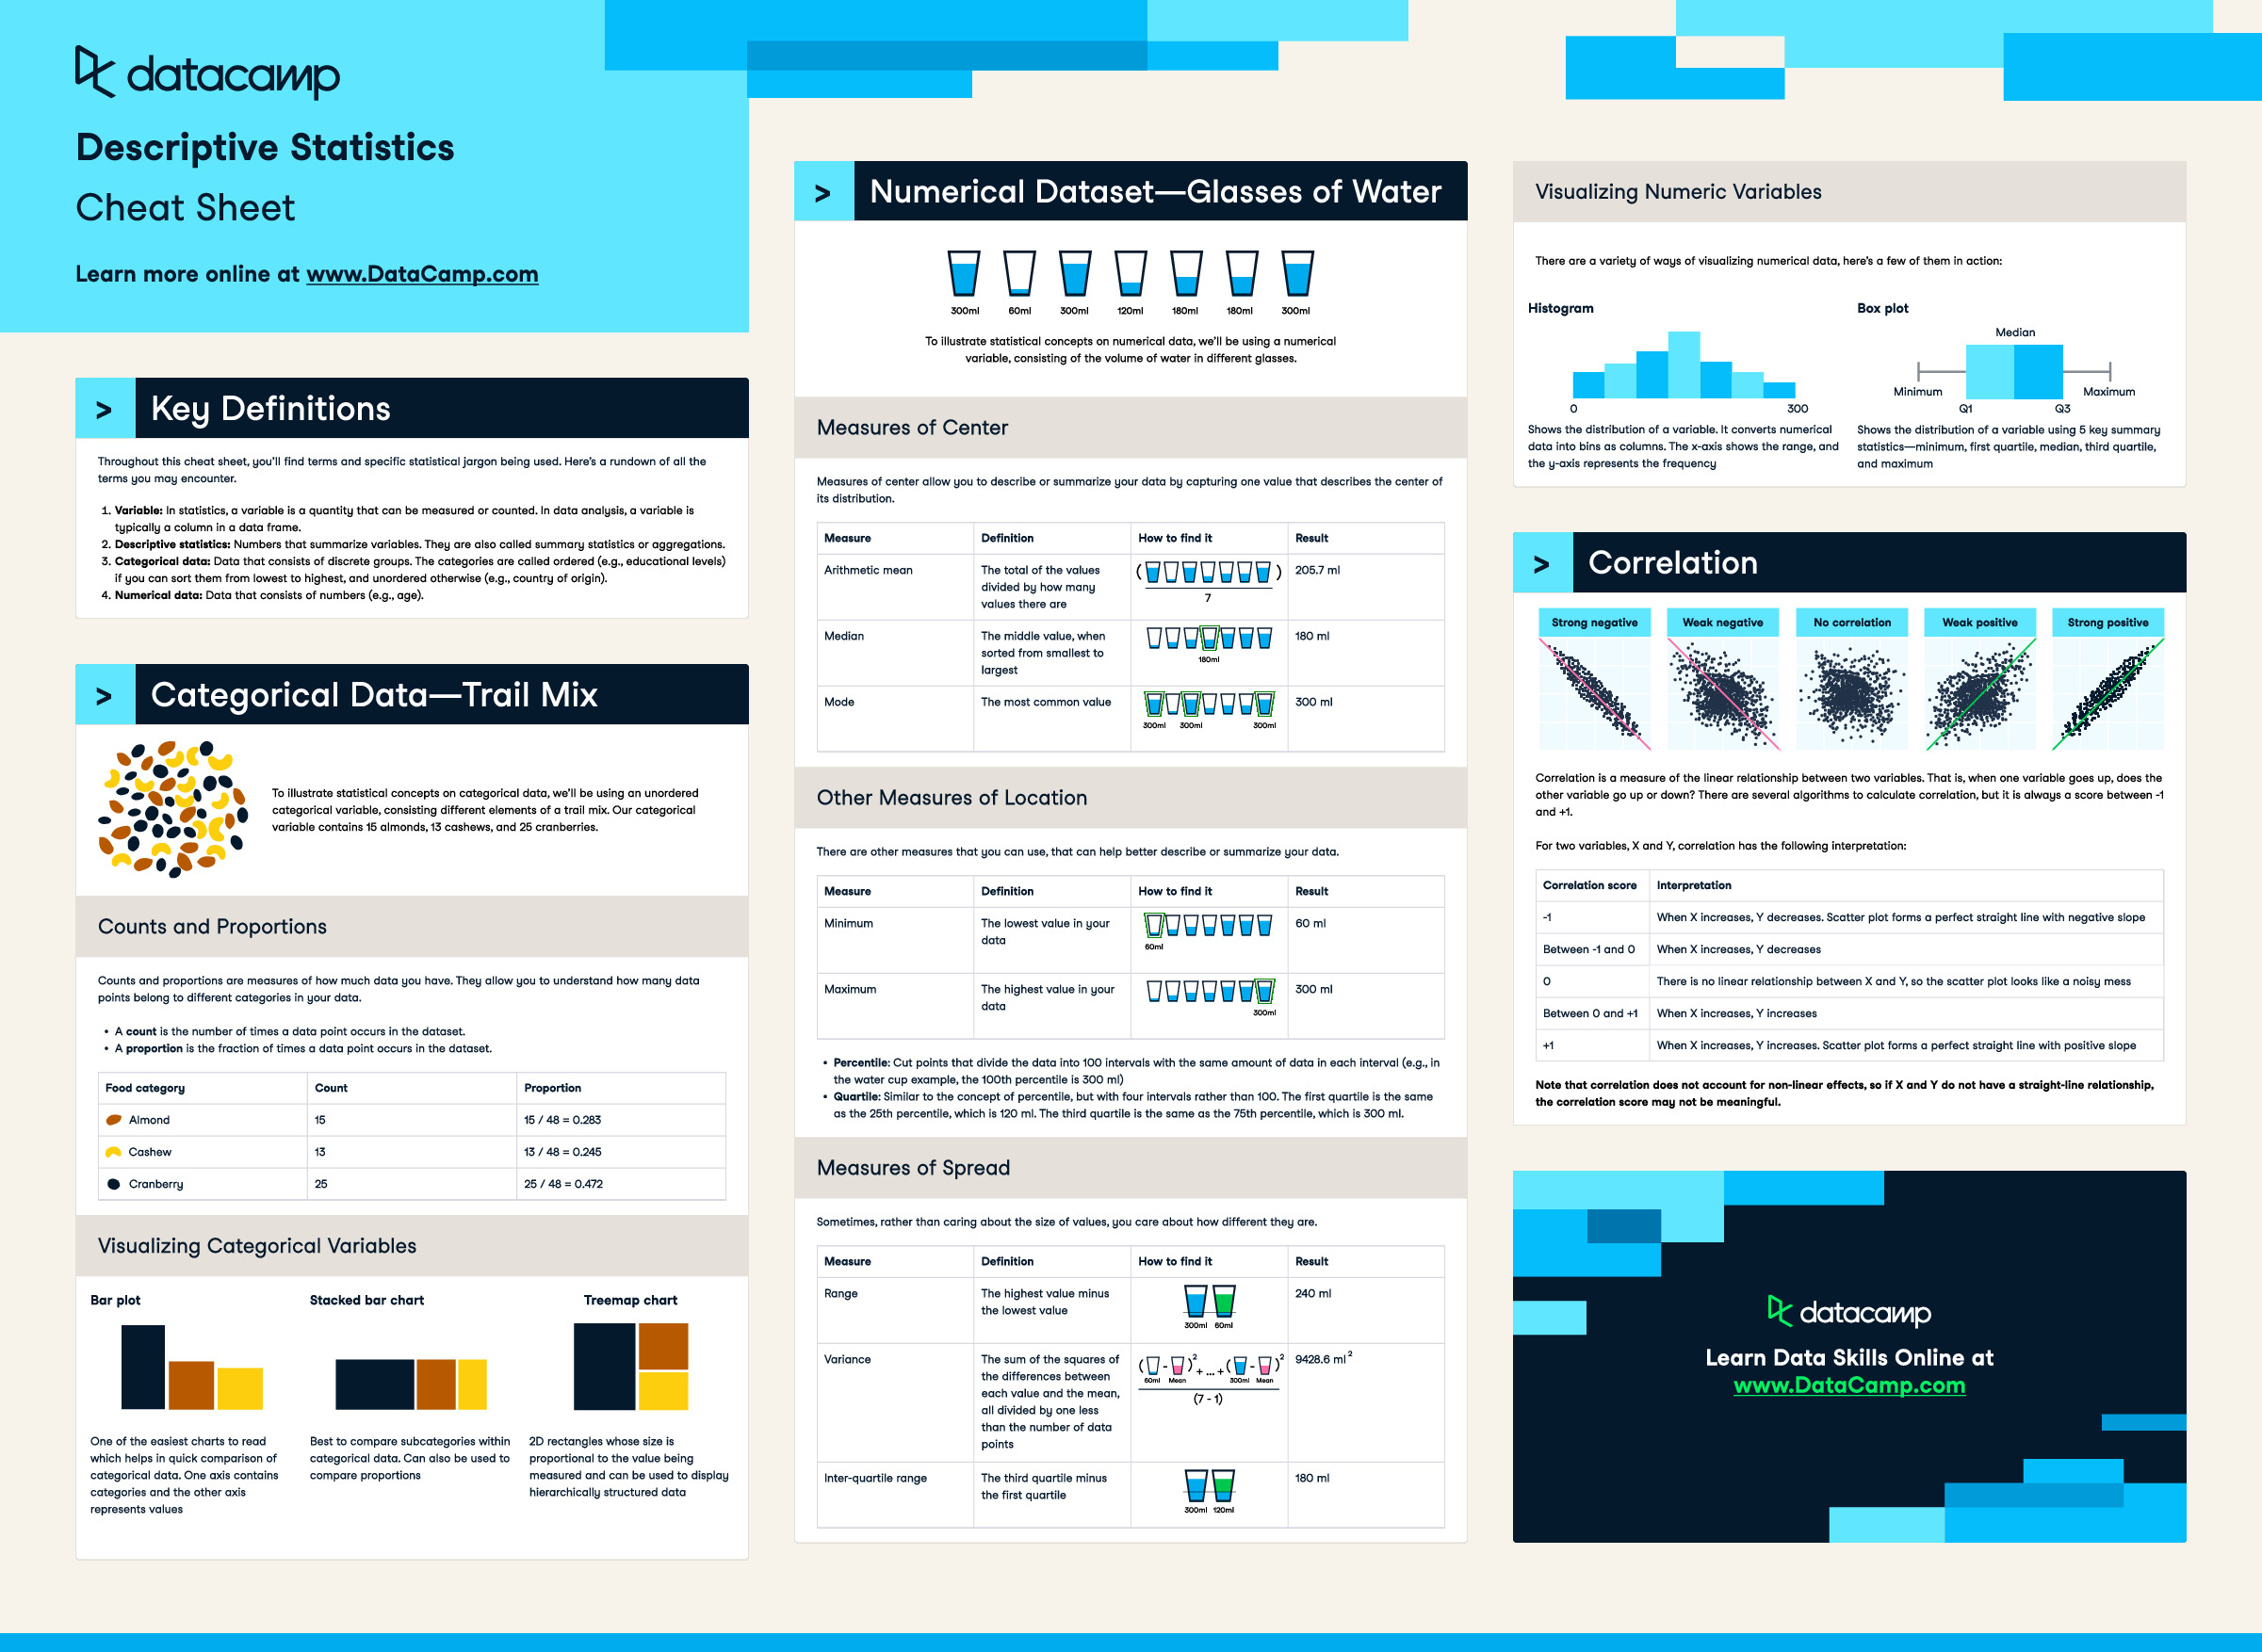 datacamp
Descriptive Statistics
Cheat Sheet
Learn more online at www.DataCamp.com
> Key Definitions
Throughout this cheat sheet, you'll find terms and specific statistical jargon being used. Here's a rundown of all the
terms you may encounter.
1. Variable: In statistics, a variable is a quantity that can be measured or counted. In data analysis, a variable is
typically a column in a data frame.
2. Descriptive statistics: Numbers that summarize variables. They are also called summary statistics or aggregations.
3. Categorical data: Data that consists of discrete groups. The categories are called ordered (e.g., educational levels)
if you can sort them from lowest to highest, and unordered otherwise (e.g., country of origin).
4. Numerical data: Data that consists of numbers (e.g., age).
> Categorical Data—Trail Mix
To illustrate statistical concepts on categorical data, we'll be using an unordered
categorical variable, consisting different elements of a trail mix. Our categorical
variable contains 15 almonds, 13 cashews, and 25 cranberries.
Counts and Proportions
Counts and proportions are measures of how much data you have. They allow you to understand how many data
points belong to different categories in your data.
• A count is the number of times a data point occurs in the dataset.
• A proportion is the fraction of times a data point occurs in the dataset.
Food category Count Proportion
Almond 15 15 / 48 = 0.283
Cashew 13 13 / 48 = 0.245
Cranberry 25 25 / 48 = 0.472
Visualizing Categorical Variables
Bar plot
One of the easiest charts to read
which helps in quick comparison of
categorical data. One axis contains
categories and the other axis
represents values
Stacked bar chart
Best to compare subcategories within
categorical data. Can also be used to
compare proportions
Treemap chart
2D rectangles whose size is
proportional to the value being
measured and can be used to display
hierarchically structured data
> Numerical Dataset—Glasses of Water
300ml 60ml 300ml 120ml 180ml 180ml 300ml
To illustrate statistical concepts on numerical data, we'll be using a numerical
variable, consisting of the volume of water in different glasses.
Measures of Center
Measures of center allow you to describe or summarize your data by capturing one value that describes the center of
its distribution.
Measure Definition How to find it Result
Arithmetic mean The total of the values ( ) 205.7 ml
divided by how many 7
values there are
Median The middle value, when 180 ml
sorted from smallest to 180ml
largest
Mode The most common value 300 ml
300ml 300ml 300ml
Other Measures of Location
There are other measures that you can use, that can help better describe or summarize your data.
Measure Definition How to find it Result
Minimum The lowest value in your 60 ml
data 60ml
Maximum The highest value in your 300 ml
data 300ml
• Percentile: Cut points that divide the data into 100 intervals with the same amount of data in each interval (e.g., in
the water cup example, the 100th percentile is 300 ml)
• Quartile: Similar to the concept of percentile, but with four intervals rather than 100. The first quartile is the same
as the 25th percentile, which is 120 ml. The third quartile is the same as the 75th percentile, which is 300 ml.
Measures of Spread
Sometimes, rather than caring about the size of values, you care about how different they are.
Measure Definition How to find it Result
Range The highest value minus 240 ml
the lowest value 300ml 60ml
Variance The sum of the squares of ( - )² + ... + ( - )² 9428.6 ml²
the differences between 60ml Mean 300ml Mean
each value and the mean, (7 - 1)
all divided by one less
than the number of data
points
Inter-quartile range The third quartile minus 180 ml
the first quartile 300ml 120ml
Visualizing Numeric Variables
There are a variety of ways of visualizing numerical data, here's a few of them in action:
Histogram
0 300
Shows the distribution of a variable. It converts numerical
data into bins as columns. The x-axis shows the range, and
the y-axis represents the frequency
Box plot
Median
Minimum Maximum
Q1 Q3
Shows the distribution of a variable using 5 key summary
statistics—minimum, first quartile, median, third quartile,
and maximum
> Correlation
Strong negative Weak negative No correlation Weak positive Strong positive
Correlation is a measure of the linear relationship between two variables. That is, when one variable goes up, does the
other variable go up or down? There are several algorithms to calculate correlation, but it is always a score between -1
and +1.
For two variables, X and Y, correlation has the following interpretation:
Correlation score Interpretation
-1 When X increases, Y decreases. Scatter plot forms a perfect straight line with negative slope
Between -1 and 0 When X increases, Y decreases
0 There is no linear relationship between X and Y, so the scatter plot looks like a noisy mess
Between 0 and +1 When X increases, Y increases
+1 When X increases, Y increases. Scatter plot forms a perfect straight line with positive slope
Note that correlation does not account for non-linear effects, so if X and Y do not have a straight-line relationship,
the correlation score may not be meaningful.
datacamp
Learn Data Skills Online at
www.DataCamp.com